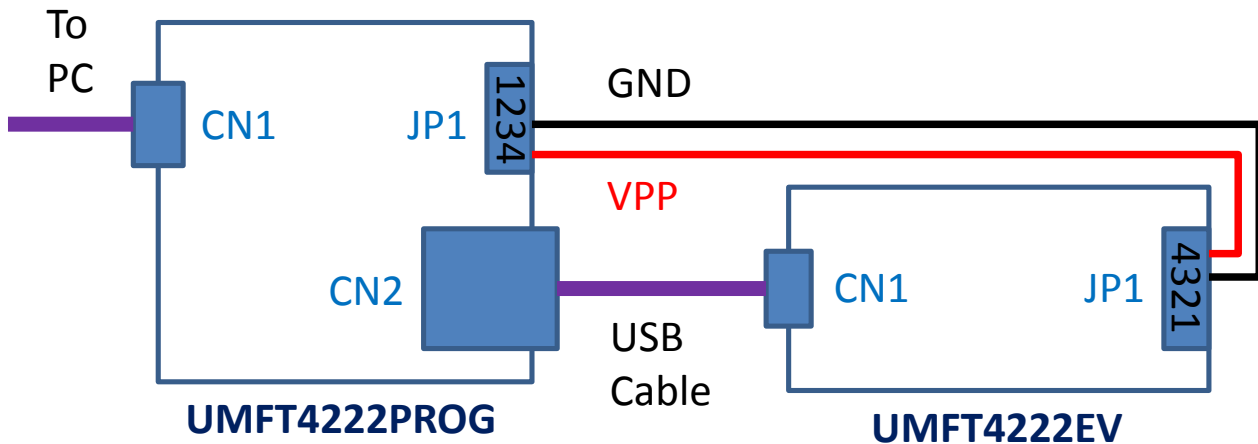 To
PC
CN1
JP1
1234
GND
VPP
CN2
USB
Cable
CN1
JP1
4321
UMFT4222PROG
UMFT4222EV